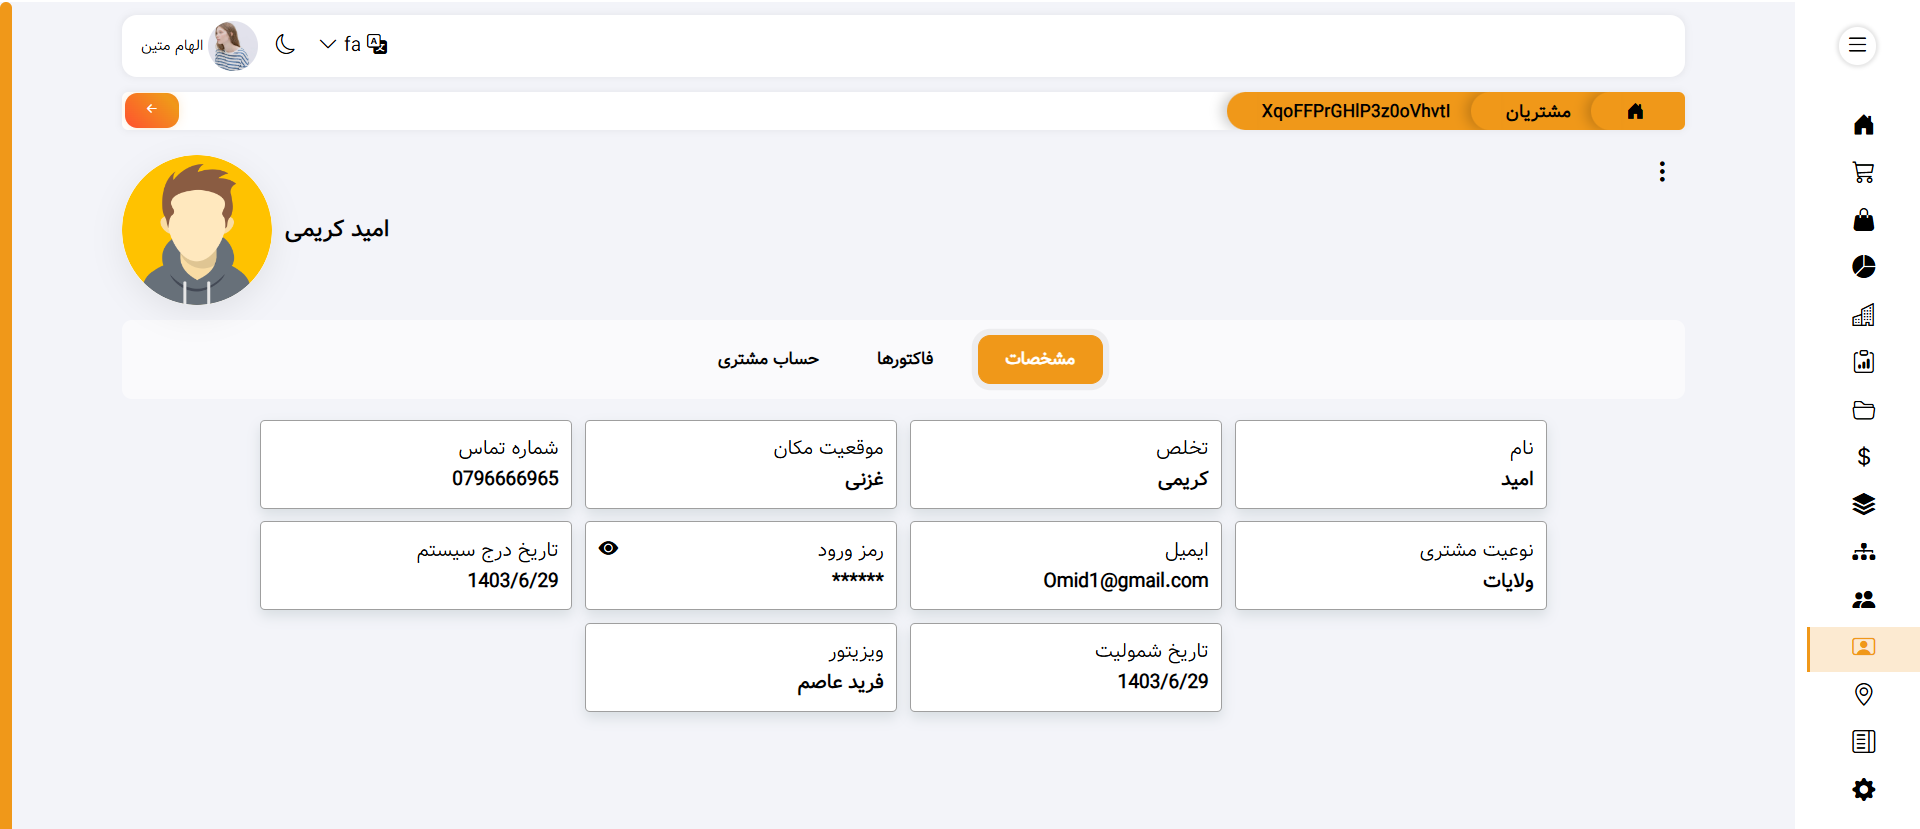 fa
الهام متین
مشتریان
XqoFFPrGHlP3z0oVhvtI
امید کریمی
مشخصات
فاکتورها
حساب مشتری
نام
امید
تخلص
کریمی
موقعیت مکان
غزنی
شماره تماس
0796666965
نوعیت مشتری
ولایات
ایمیل
Omid1@gmail.com
رمز ورود
******
تاریخ درج سیستم
1403/6/29
تاریخ شمولیت
1403/6/29
ویزیتور
فرید عاصم